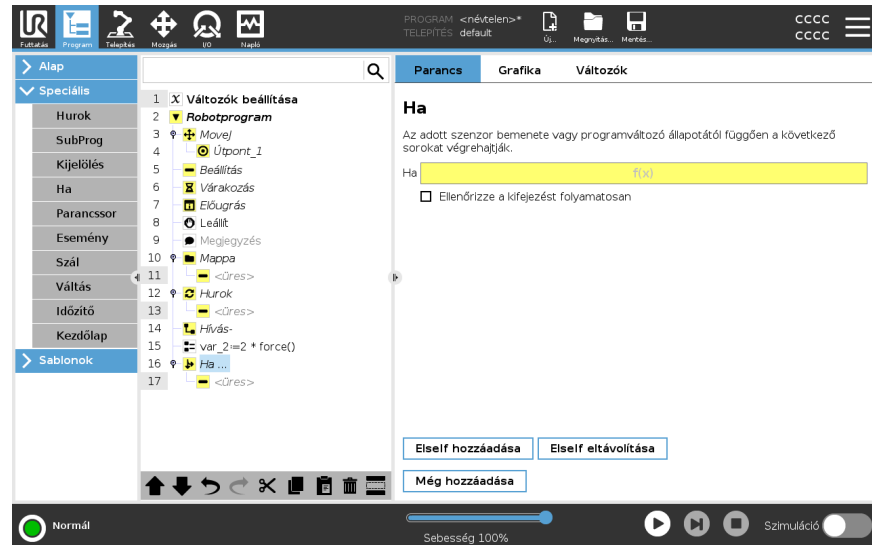 UR
Futtatás Program Telepítés Mozgás I/O Napló
PROGRAM <névtelen>*
TELEPÍTÉS default
Új... Megnyitás... Mentés...
CCCC
CCCC
Alap
Speciális
Hurok
SubProg
Kijelölés
Ha
Parancssor
Esemény
Szál
Váltás
Időzítő
Kezdőlap
Sablonok
1 X Változók beállítása
2 Robotprogram
3 MoveJ
4 Útpont_1
5 Beállítás
6 Várakozás
7 Előugrás
8 Leállít
9 Megjegyzés
10 Mappa
11 <üres>
12 Hurok
13 <üres>
14 Hívás-
15 var_2:=2 * force()
16 Ha ...
17 <üres>
Parancs Grafika Változók
Ha
Az adott szenzor bemenete vagy programváltozó állapotától függően a következő
sorokat végrehajtják.
Ha f(x)
Ellenőrizze a kifejezést folyamatosan
ElseIf hozzáadása ElseIf eltávolítása
Még hozzáadása
Normál
Sebesség 100%
Szimuláció